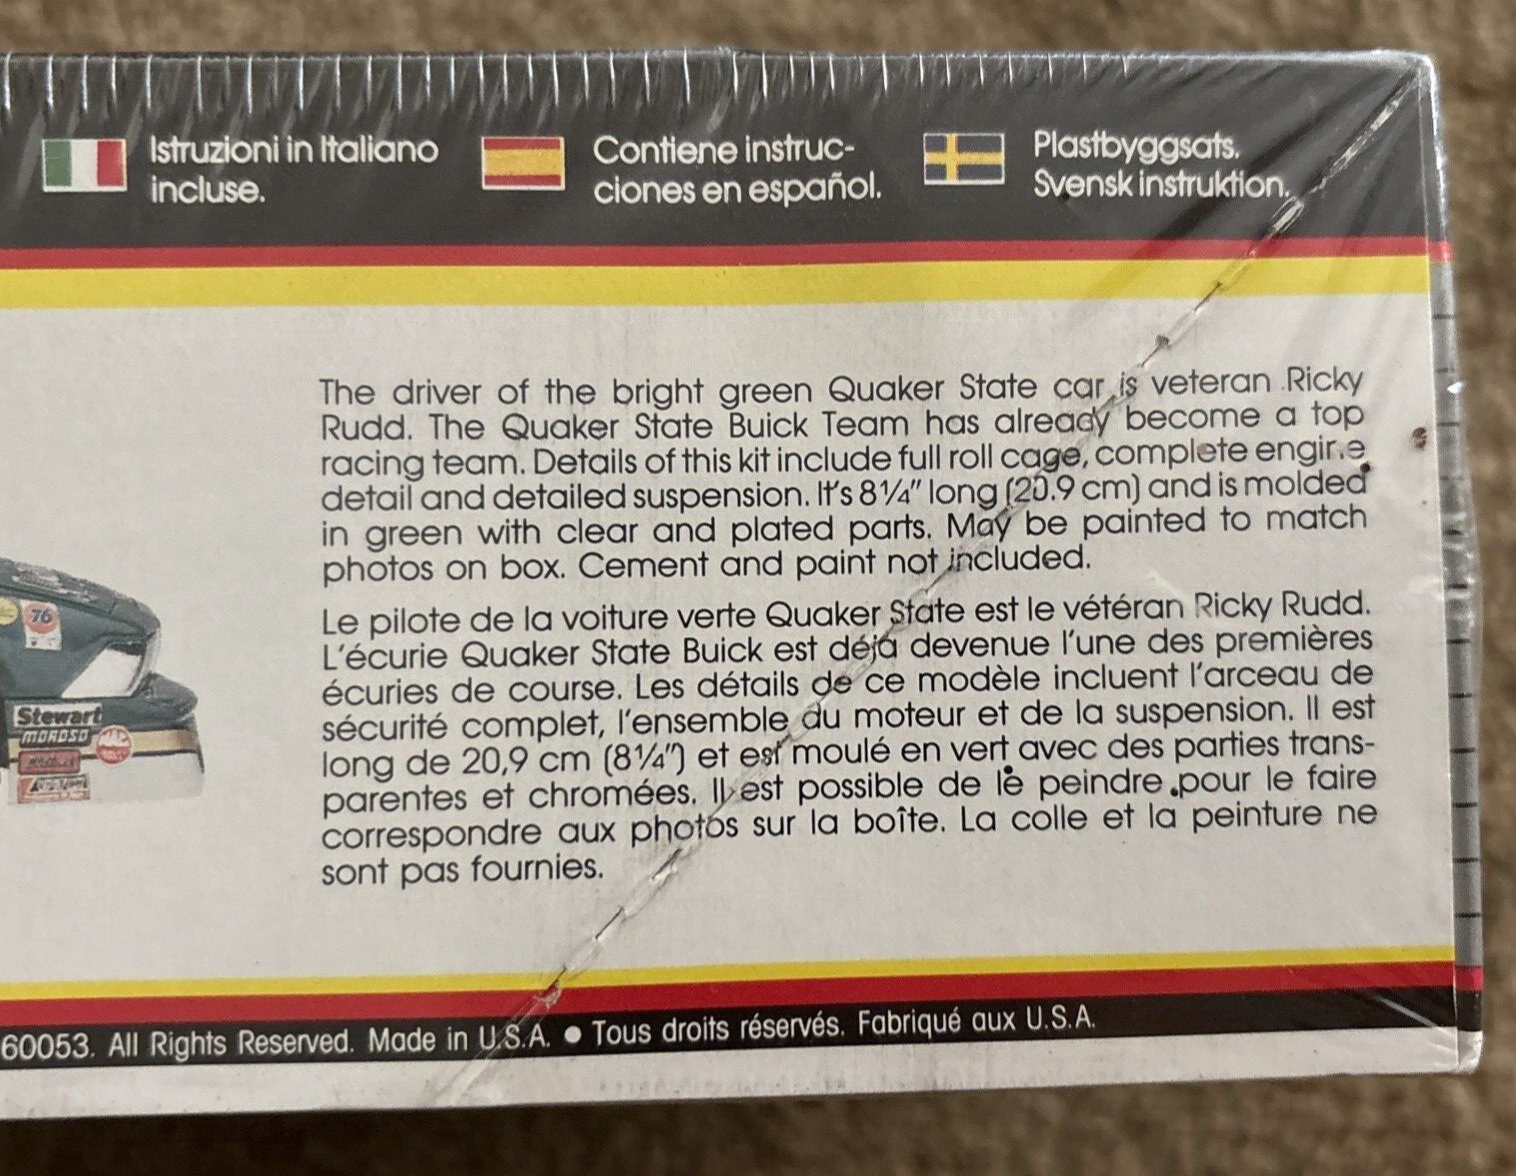 Istruzioni in Italiano
incluse.
Contiene instruc-
ciones en español.
Plastbyggsats.
Svensk instruktion.
The driver of the bright green Quaker State car is veteran Ricky
Rudd. The Quaker State Buick Team has already become a top
racing team. Details of this kit include full roll cage, complete engine
detail and detailed suspension. It's 8¼" long (20.9 cm) and is molded
in green with clear and plated parts. May be painted to match
photos on box. Cement and paint not included.
Le pilote de la voiture verte Quaker State est le vétéran Ricky Rudd.
L'écurie Quaker State Buick est déjà devenue l'une des premières
écuries de course. Les détails de ce modèle incluent l'arceau de
sécurité complet, l'ensemble du moteur et de la suspension. Il est
long de 20,9 cm (8¼") et est moulé en vert avec des parties trans-
parentes et chromées. Il est possible de le peindre pour le faire
correspondre aux photos sur la boîte. La colle et la peinture ne
sont pas fournies.
76
Stewart
MOROSO
60053. All Rights Reserved. Made in U.S.A. ● Tous droits réservés. Fabriqué aux U.S.A.